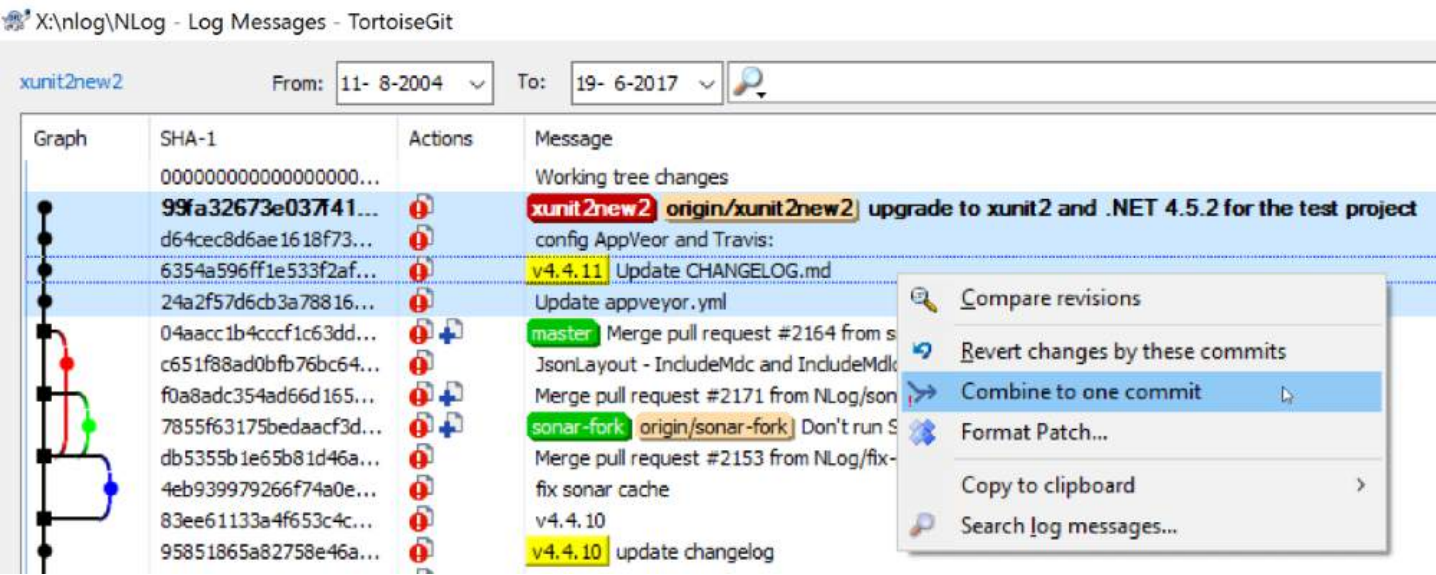 X:\nlog\NLog - Log Messages - TortoiseGit
xunit2new2 From: 11- 8-2004 To: 19- 6-2017
Graph SHA-1 Actions Message
000000000000000000... Working tree changes
99fa32673e037f41... xunit2new2 origin/xunit2new2 upgrade to xunit2 and .NET 4.5.2 for the test project
d64cec8d6ae1618f73... config AppVeor and Travis:
6354a596ff1e533f2af... v4.4.11 Update CHANGELOG.md
24a2f57d6cb3a78816... Update appveyor.yml
Compare revisions
04aacc1b4cccf1c63dd... master Merge pull request #2164 from s
Revert changes by these commits
c651f88ad0bfb76bc64... JsonLayout - IncludeMdc and IncludeMdlc
f0a8adc354ad66d165... Merge pull request #2171 from NLog/son
Combine to one commit
7855f63175bedaacf3d... sonar-fork origin/sonar-fork Don't run S
Format Patch...
db5355b1e65b81d46a... Merge pull request #2153 from NLog/fix-
4eb939979266f74a0e... fix sonar cache
Copy to clipboard
83ee61133a4f653c4c... v4.4.10
Search log messages...
95851865a82758e46a... v4.4.10 update changelog